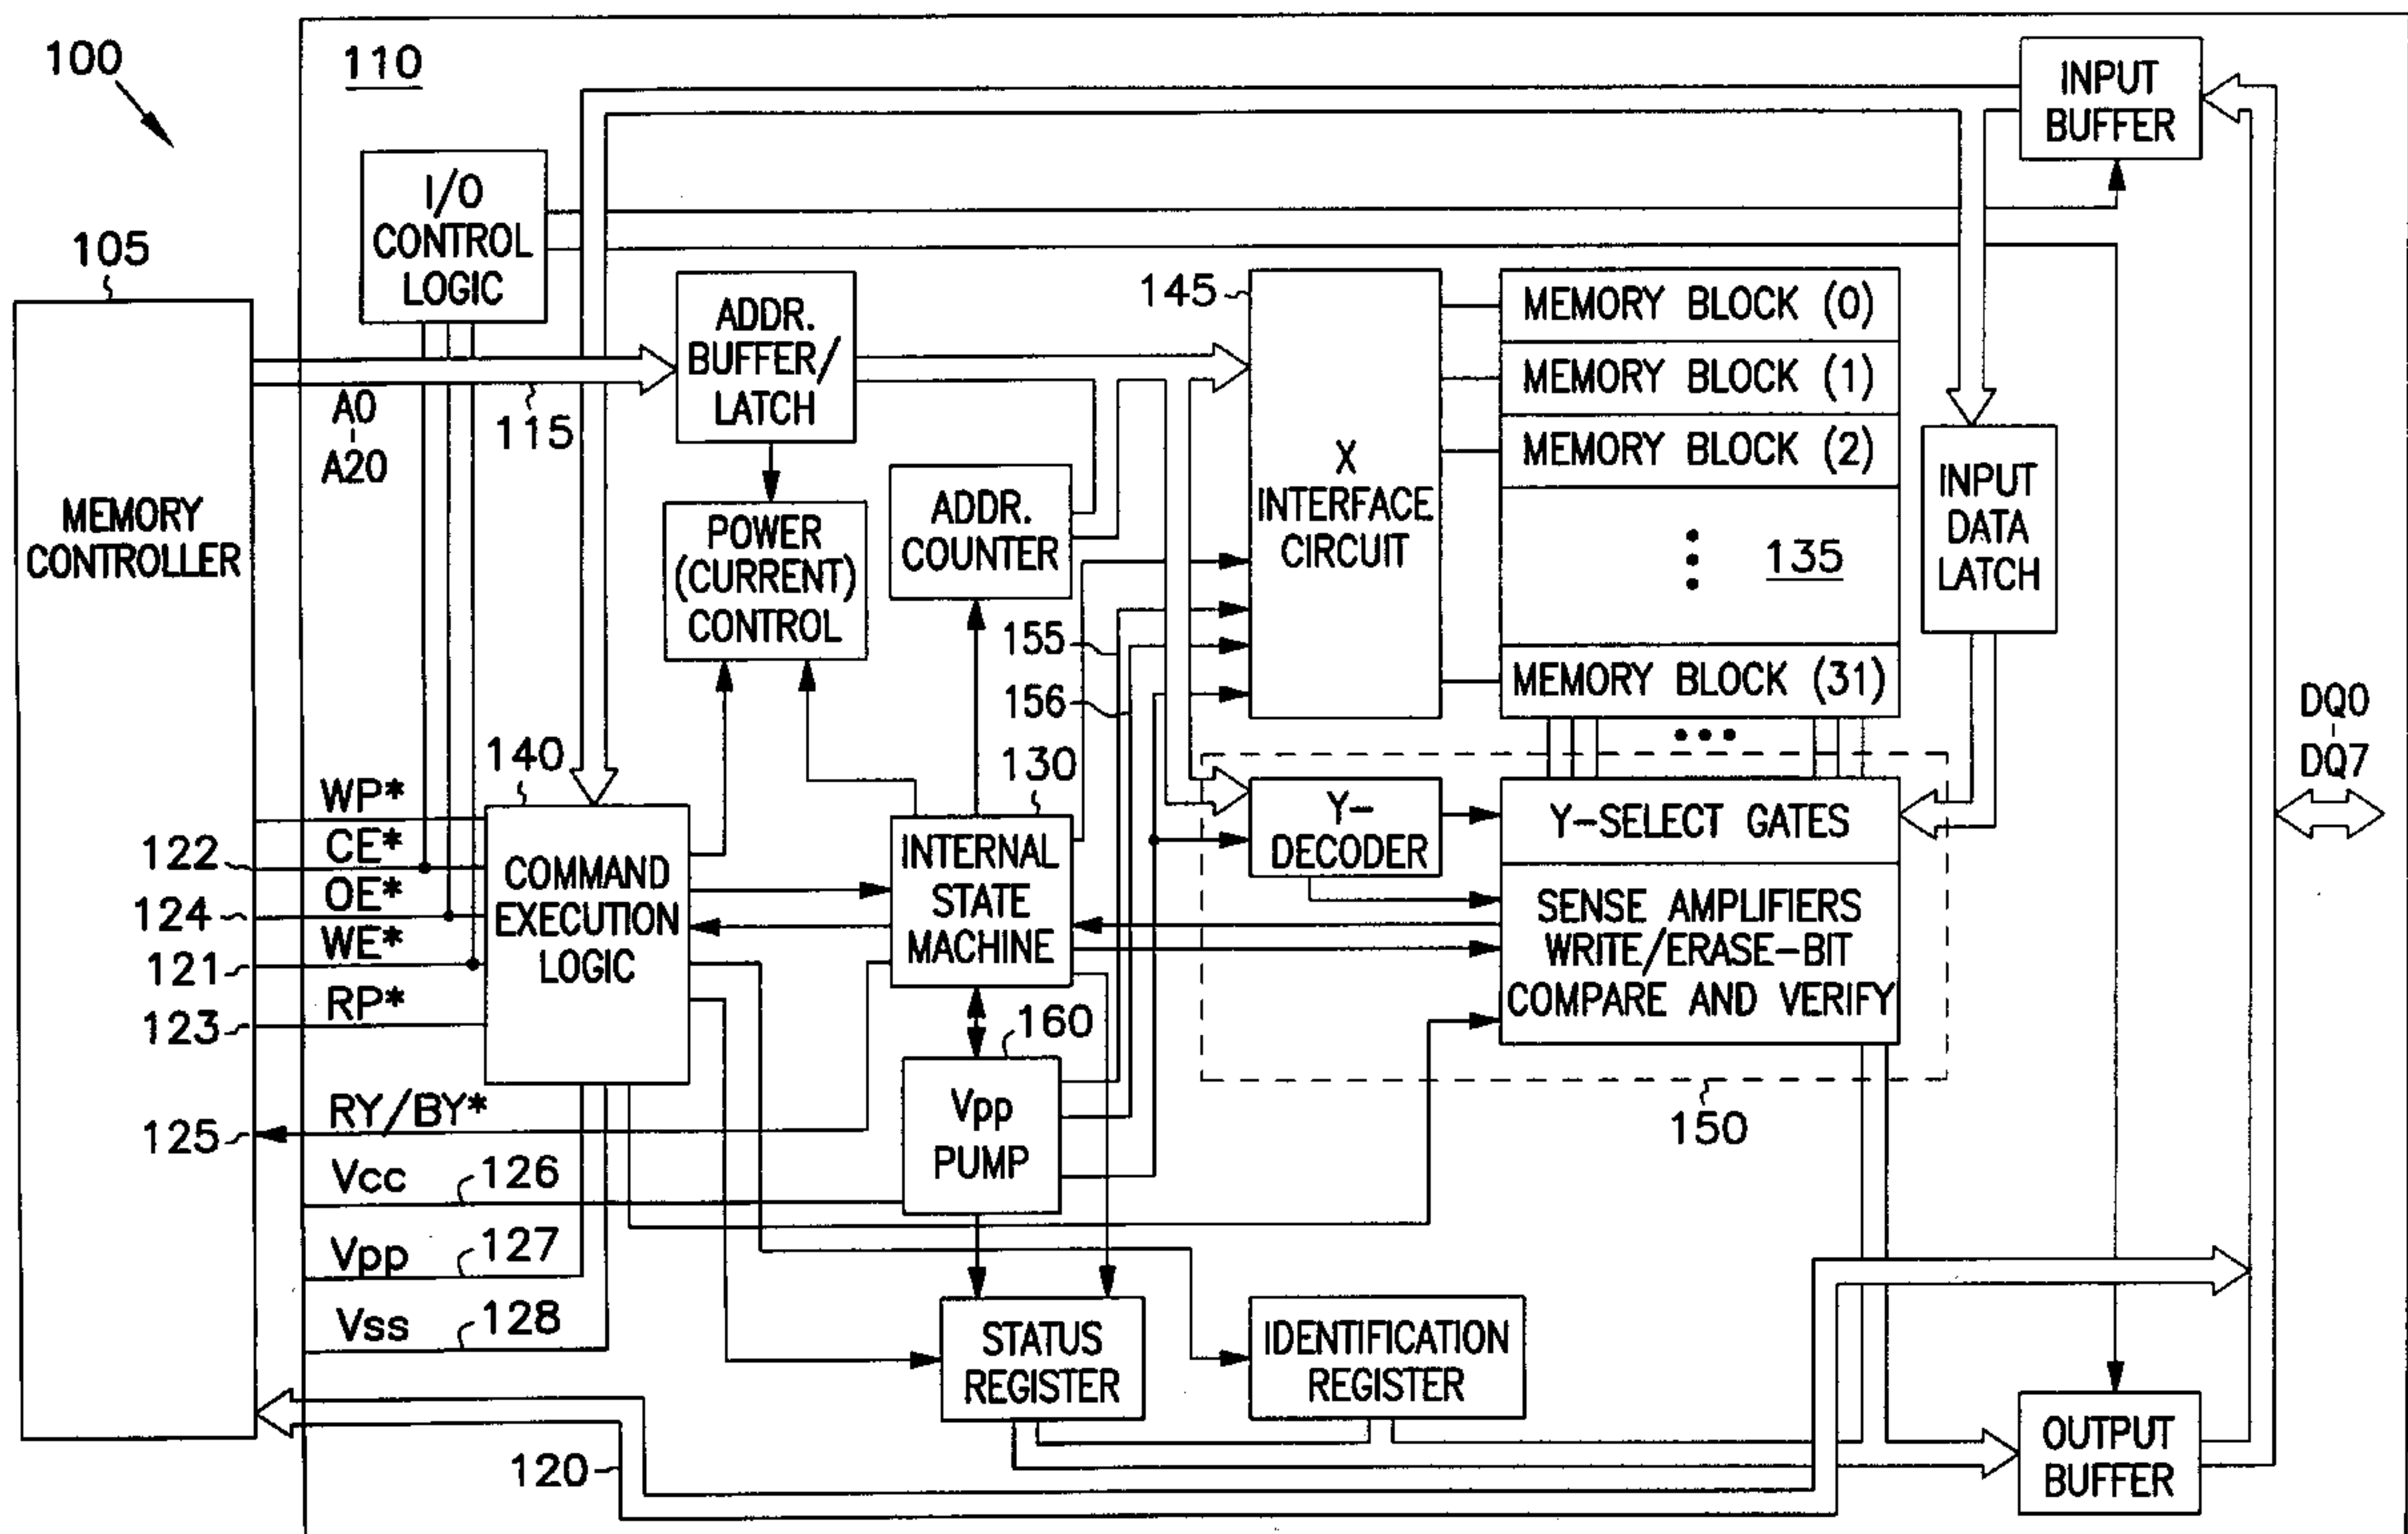 100
110
INPUT
BUFFER
I/O
CONTROL
LOGIC
105
MEMORY
CONTROLLER
A0
A20
115
ADDR.
BUFFER/
LATCH
POWER
(CURRENT)
CONTROL
ADDR.
COUNTER
145
X
INTERFACE
CIRCUIT
MEMORY BLOCK (0)
MEMORY BLOCK (1)
MEMORY BLOCK (2)
135
MEMORY BLOCK (31)
INPUT
DATA
LATCH
155
156
DQ0
DQ7
140
130
WP*
CE*
122
OE*
124
WE*
121
RP*
123
COMMAND
EXECUTION
LOGIC
INTERNAL
STATE
MACHINE
Y-
DECODER
Y-SELECT GATES
SENSE AMPLIFIERS
WRITE/ERASE-BIT
COMPARE AND VERIFY
150
160
Vpp
PUMP
RY/BY*
125
Vcc
126
Vpp
127
Vss
128
STATUS
REGISTER
IDENTIFICATION
REGISTER
120
OUTPUT
BUFFER